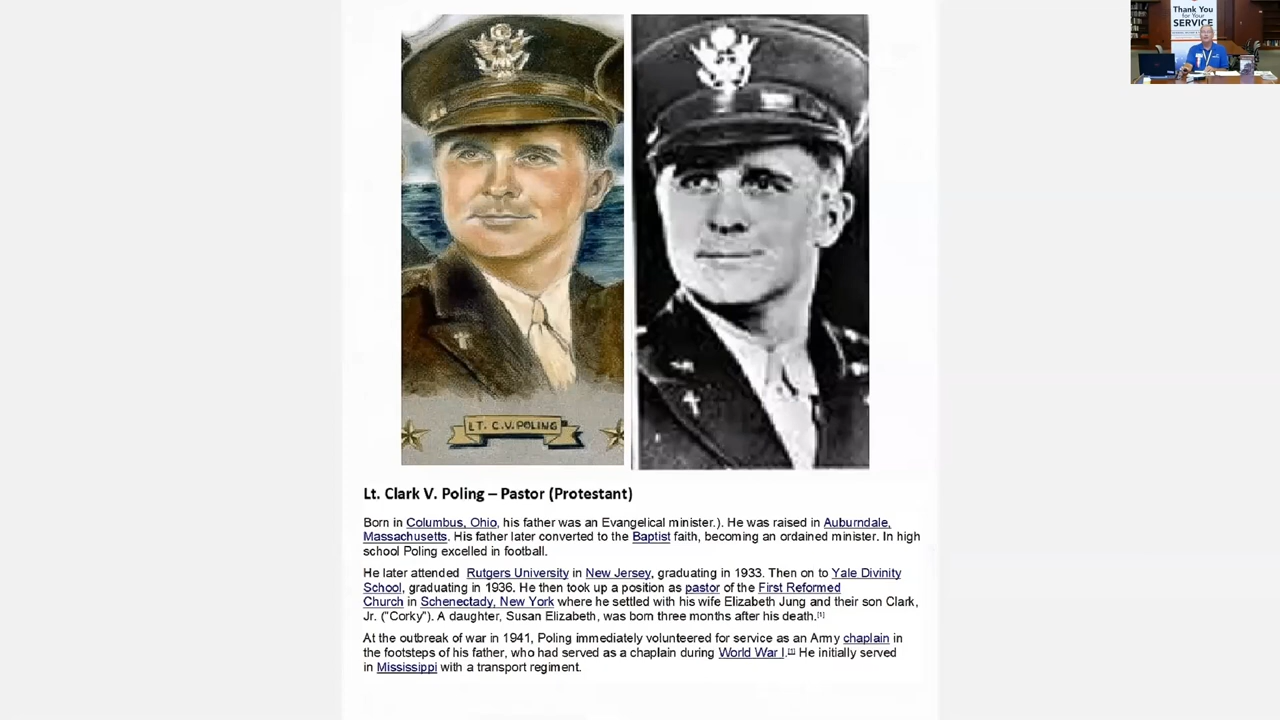 Thank You
for Your
SERVICE
LT. C.V. POLING
Lt. Clark V. Poling – Pastor (Protestant)
Born in Columbus, Ohio, his father was an Evangelical minister.). He was raised in Auburndale,
Massachusetts. His father later converted to the Baptist faith, becoming an ordained minister. In high
school Poling excelled in football.
He later attended Rutgers University in New Jersey, graduating in 1933. Then on to Yale Divinity
School, graduating in 1936. He then took up a position as pastor of the First Reformed
Church in Schenectady, New York where he settled with his wife Elizabeth Jung and their son Clark,
Jr. ("Corky"). A daughter, Susan Elizabeth, was born three months after his death.[1]
At the outbreak of war in 1941, Poling immediately volunteered for service as an Army chaplain in
the footsteps of his father, who had served as a chaplain during World War I.[1] He initially served
in Mississippi with a transport regiment.